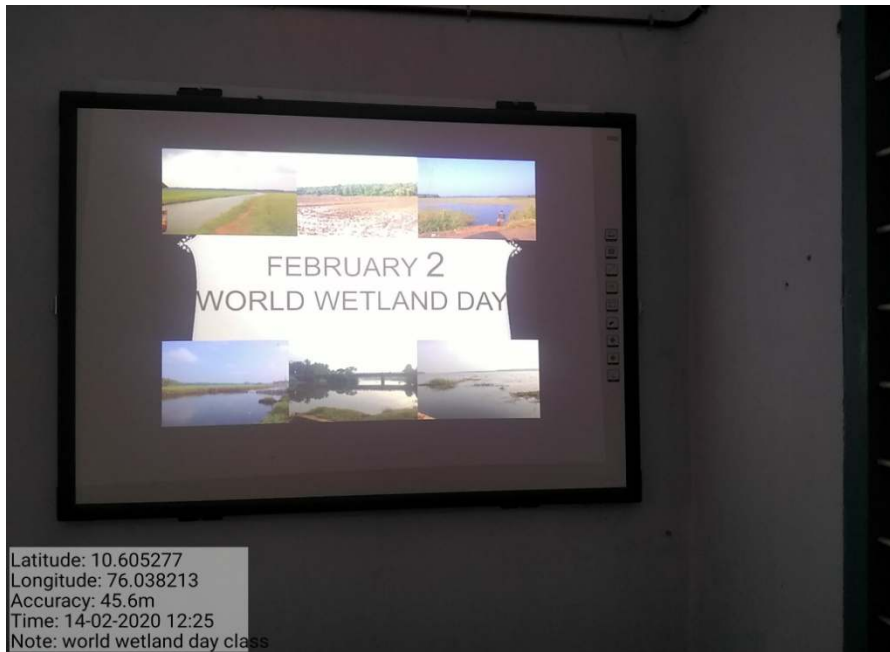 FEBRUARY 2
WORLD WETLAND DAY
Latitude: 10.605277
Longitude: 76.038213
Accuracy: 45.6m
Time: 14-02-2020 12:25
Note: world wetland day class